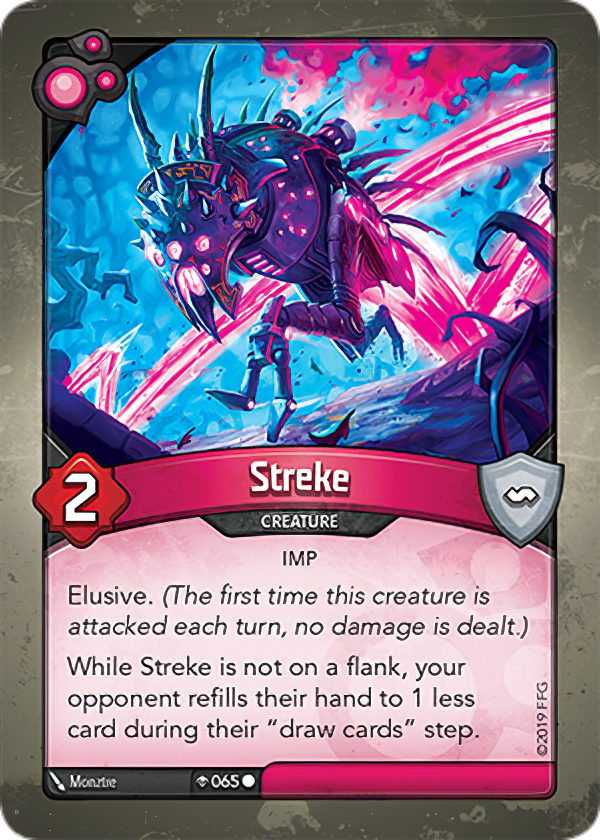 Streke
2
CREATURE
IMP
Elusive. (The first time this creature is
attacked each turn, no damage is dealt.)
While Streke is not on a flank, your
opponent refills their hand to 1 less
card during their “draw cards” step.
©2019 FFG
Monztre
065